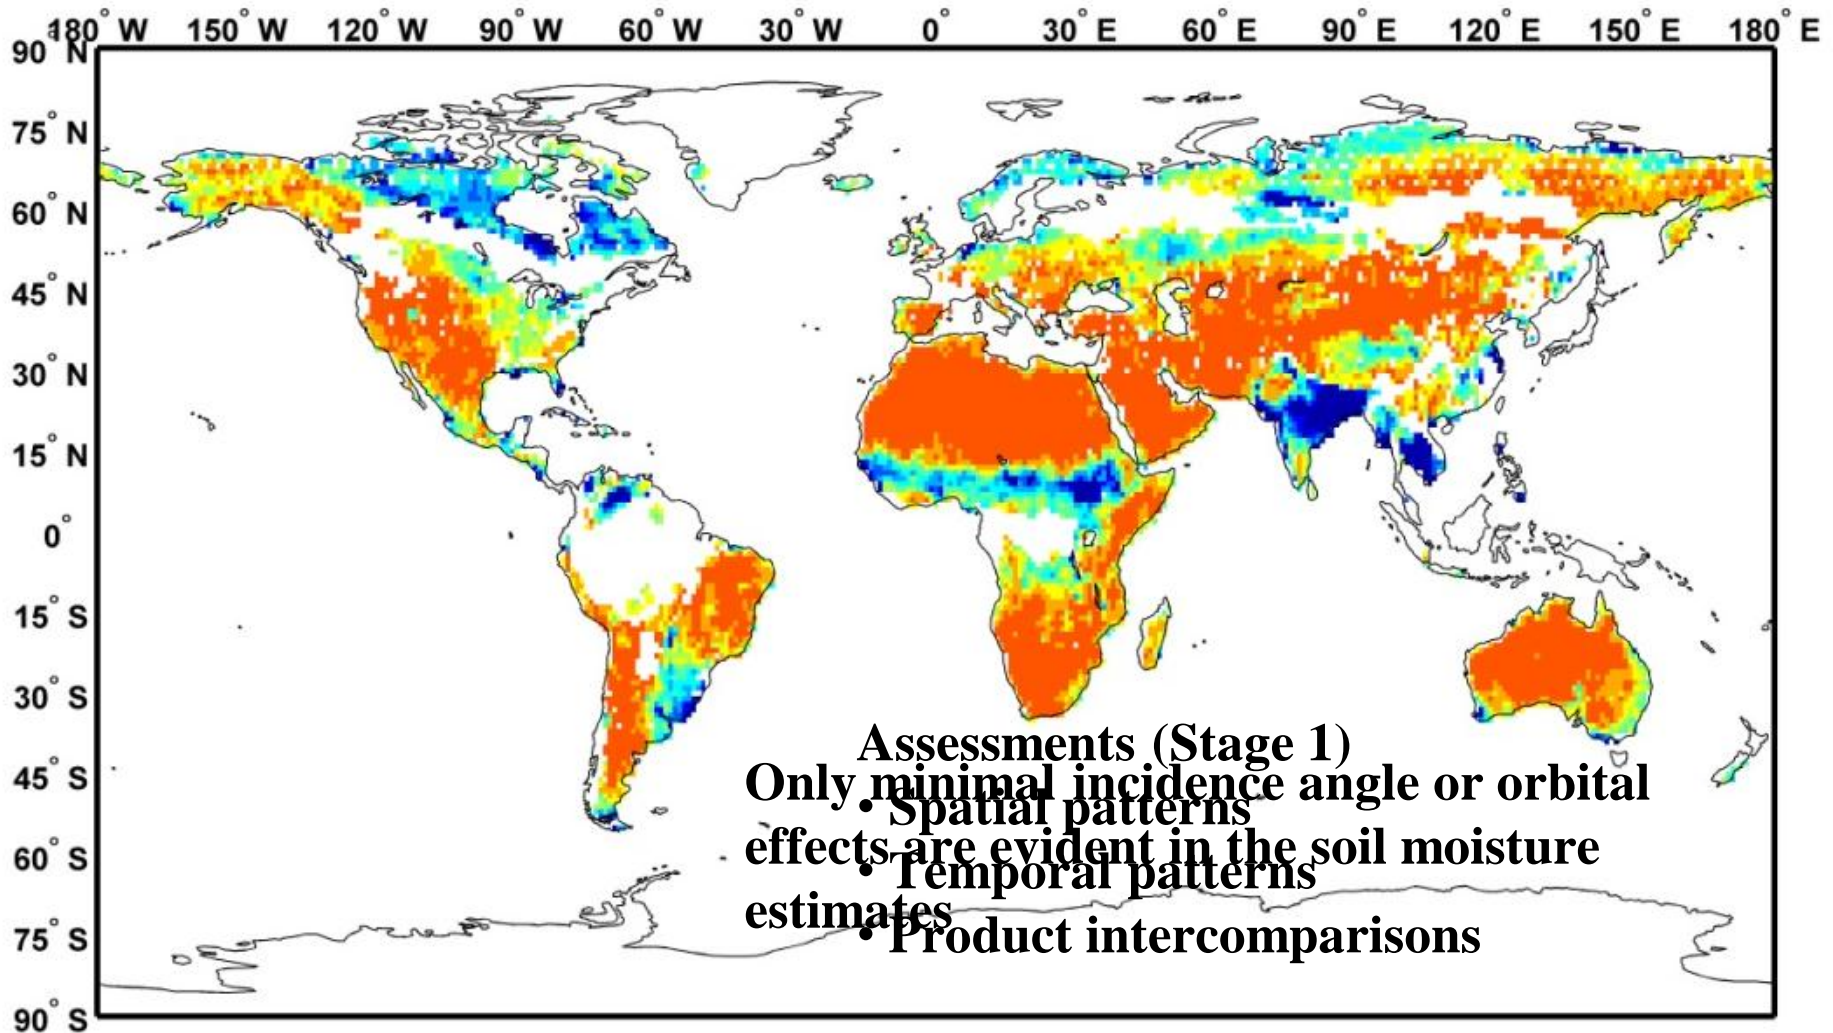 180° W 150° W 120° W 90° W 60° W 30° W 0° 30° E 60° E 90° E 120° E 150° E 180° E
90° N
75° N
60° N
45° N
30° N
15° N
0°
15° S
30° S
45° S
60° S
75° S
90° S
Assessments (Stage 1)
• Spatial patterns
• Temporal patterns
• Product intercomparisons
Only minimal incidence angle or orbital
effects are evident in the soil moisture
estimates